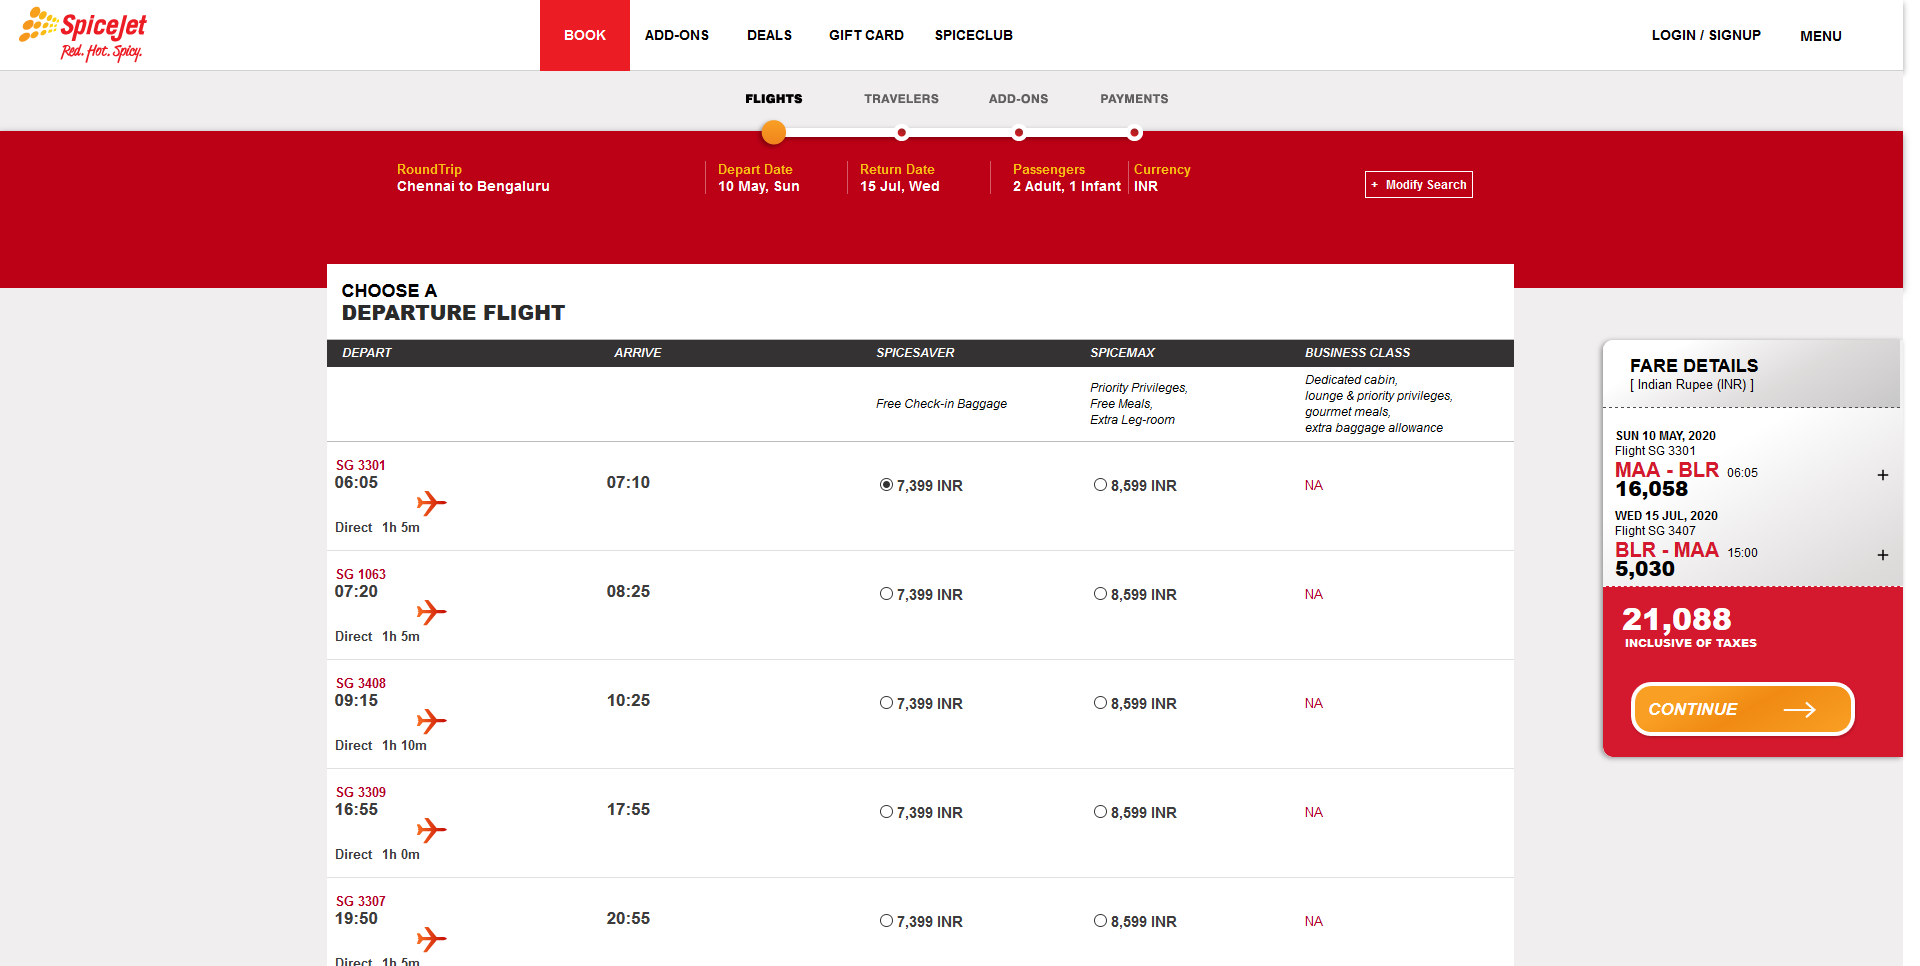 SpiceJet
Red. Hot. Spicy.
BOOK
ADD-ONS
DEALS
GIFT CARD
SPICECLUB
LOGIN / SIGNUP
MENU
FLIGHTS
TRAVELERS
ADD-ONS
PAYMENTS
RoundTrip
Chennai to Bengaluru
Depart Date
10 May, Sun
Return Date
15 Jul, Wed
Passengers
2 Adult, 1 Infant
Currency
INR
+ Modify Search
CHOOSE A
DEPARTURE FLIGHT
DEPART ARRIVE SPICESAVER SPICEMAX BUSINESS CLASS
Free Check-in Baggage
Priority Privileges,
Free Meals,
Extra Leg-room
Dedicated cabin,
lounge & priority privileges,
gourmet meals,
extra baggage allowance
SG 3301
06:05 07:10 7,399 INR 8,599 INR NA
Direct 1h 5m
SG 1063
07:20 08:25 7,399 INR 8,599 INR NA
Direct 1h 5m
SG 3408
09:15 10:25 7,399 INR 8,599 INR NA
Direct 1h 10m
SG 3309
16:55 17:55 7,399 INR 8,599 INR NA
Direct 1h 0m
SG 3307
19:50 20:55 7,399 INR 8,599 INR NA
Direct 1h 5m
FARE DETAILS
[ Indian Rupee (INR) ]
SUN 10 MAY, 2020
Flight SG 3301
MAA - BLR 06:05 +
16,058
WED 15 JUL, 2020
Flight SG 3407
BLR - MAA 15:00 +
5,030
21,088
INCLUSIVE OF TAXES
CONTINUE